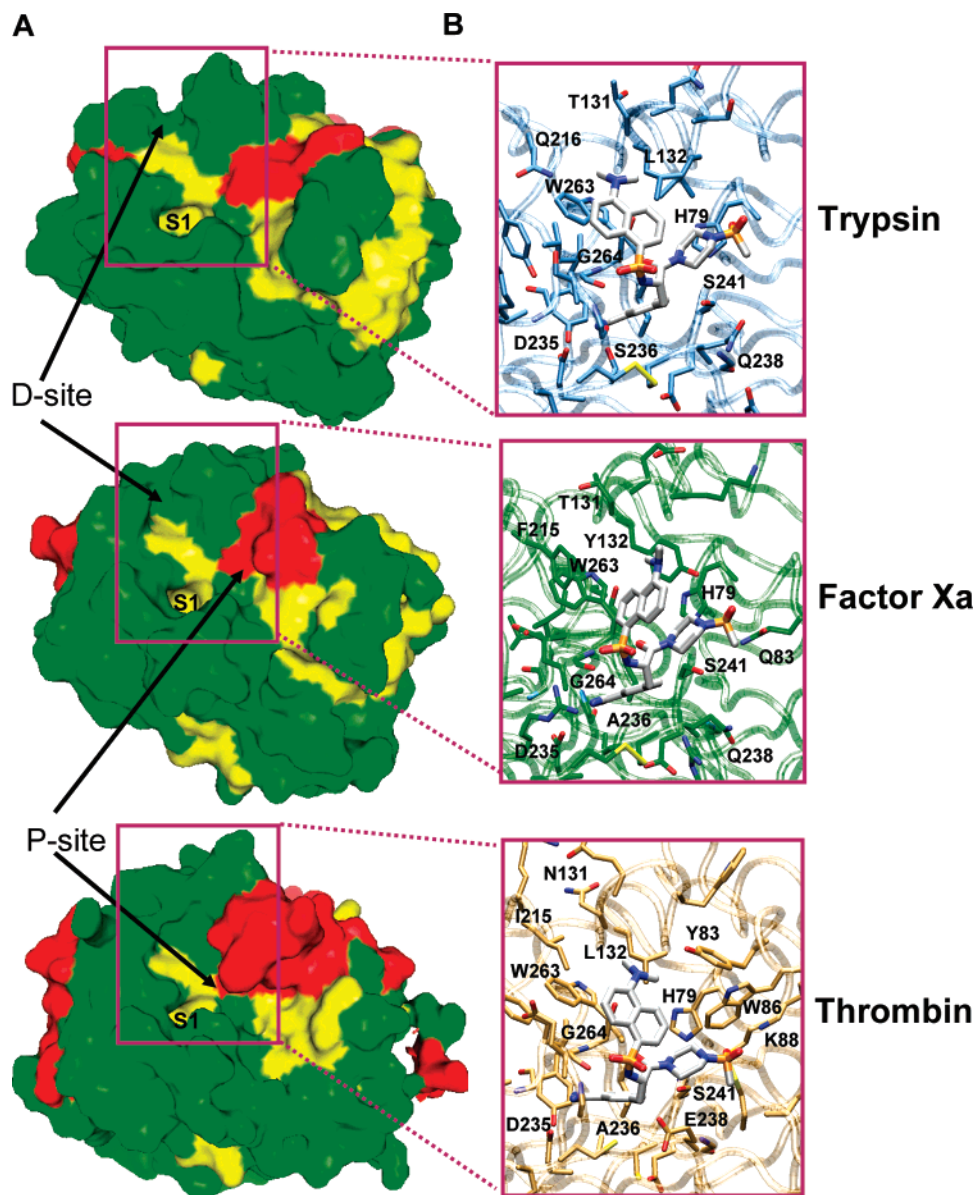 A
B
S1
D-site
S1
P-site
S1
T131
Q216
L132
W263
H79
G264
S241
D235
S236
Q238
Trypsin
T131
F215
Y132
W263
H79
Q83
S241
G264
A236
D235
Q238
Factor Xa
N131
I215
Y83
L132
W263
H79
W86
G264
K88
S241
D235
A236
E238
Thrombin